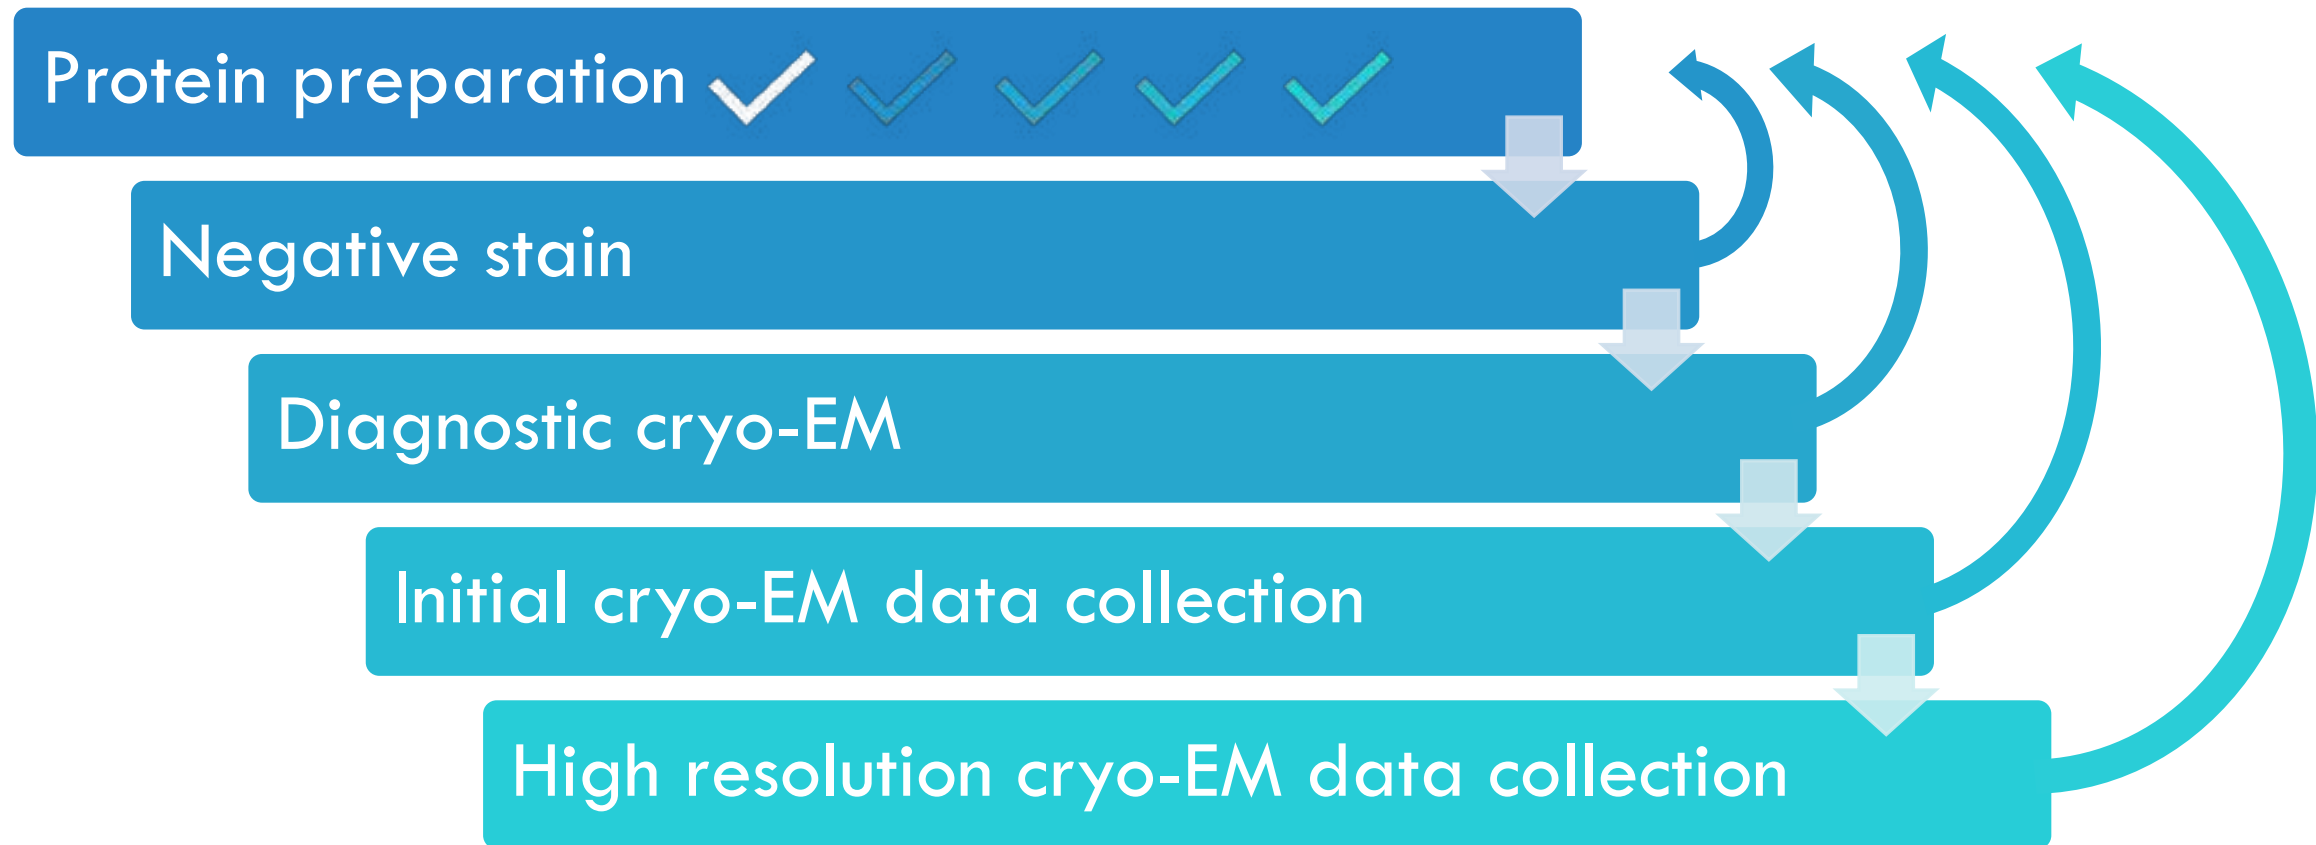 Protein preparation
Negative stain
Diagnostic cryo-EM
Initial cryo-EM data collection
High resolution cryo-EM data collection